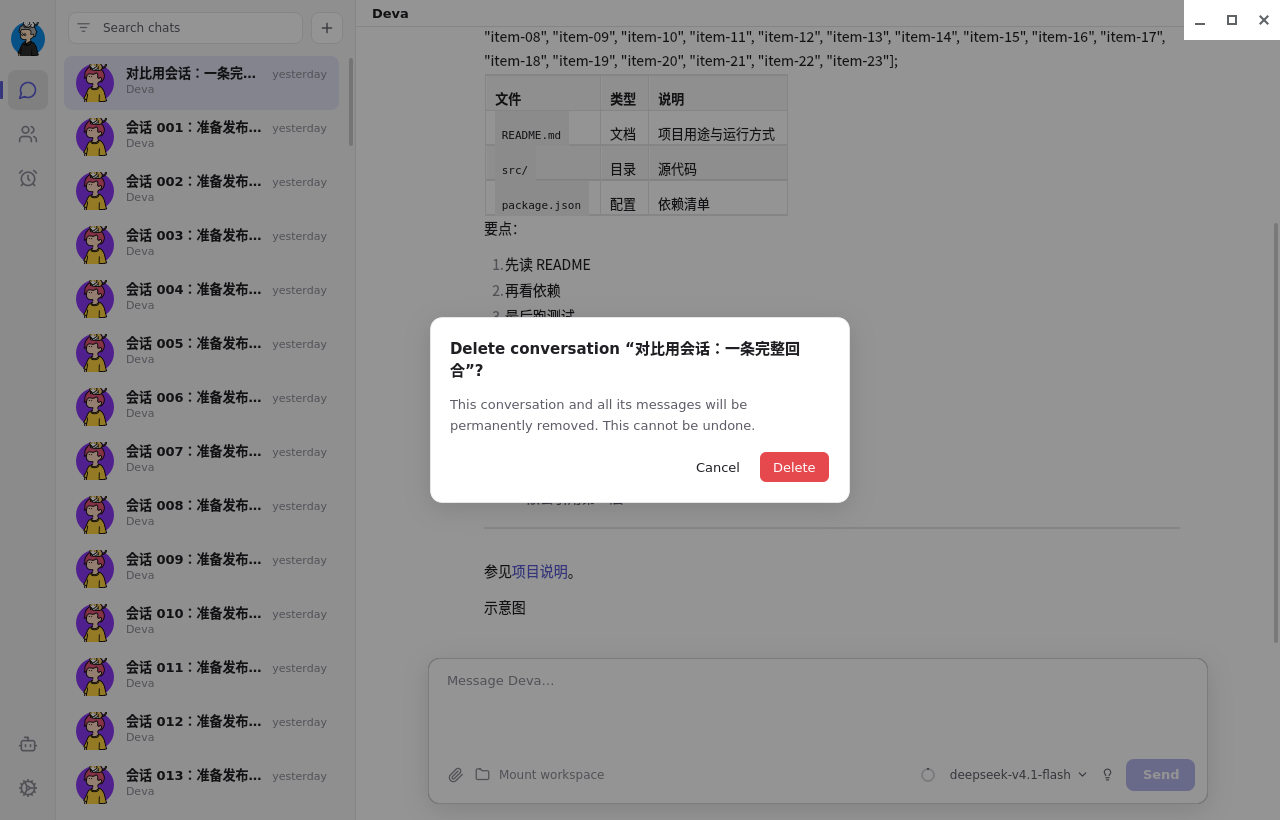 Search chats
对比用会话：一条完…
yesterday
Deva
会话 001：准备发布…
yesterday
Deva
会话 002：准备发布…
yesterday
Deva
会话 003：准备发布…
yesterday
Deva
会话 004：准备发布…
yesterday
Deva
会话 005：准备发布…
yesterday
Deva
会话 006：准备发布…
yesterday
Deva
会话 007：准备发布…
yesterday
Deva
会话 008：准备发布…
yesterday
Deva
会话 009：准备发布…
yesterday
Deva
会话 010：准备发布…
yesterday
Deva
会话 011：准备发布…
yesterday
Deva
会话 012：准备发布…
yesterday
Deva
会话 013：准备发布…
yesterday
Deva
Deva
"item-08", "item-09", "item-10", "item-11", "item-12", "item-13", "item-14", "item-15", "item-16", "item-17",
"item-18", "item-19", "item-20", "item-21", "item-22", "item-23"];
文件 类型 说明
README.md 文档 项目用途与运行方式
src/ 目录 源代码
package.json 配置 依赖清单
要点：
1. 先读 README
2. 再看依赖
3. 最后跑测试
Delete conversation “对比用会话：一条完整回
合”?
This conversation and all its messages will be
permanently removed. This cannot be undone.
Cancel
Delete
参见项目说明。
示意图
Message Deva…
Mount workspace
deepseek-v4.1-flash
Send